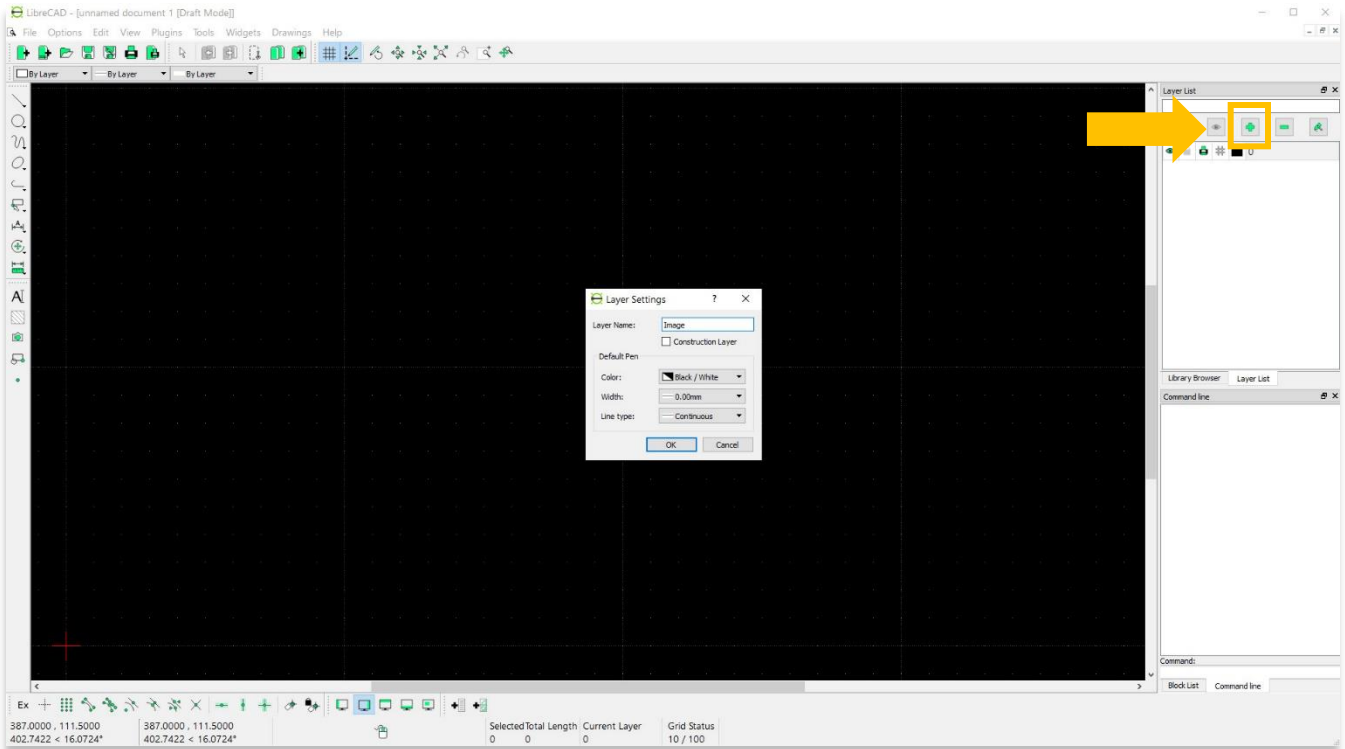 LibreCAD - [unnamed document 1 [Draft Mode]]
File Options Edit View Plugins Tools Widgets Drawings Help
By Layer By Layer By Layer
Layer List
0
Layer Settings ? ×
Layer Name: Image
Construction Layer
Default Pen
Color: Black / White
Width: 0.00mm
Line type: Continuous
OK Cancel
Library Browser Layer List
Command line
Command:
Block List Command line
Ex
387.0000 , 111.5000 387.0000 , 111.5000 Selected Total Length Current Layer Grid Status
402.7422 < 16.0724° 402.7422 < 16.0724° 0 0 0 10 / 100